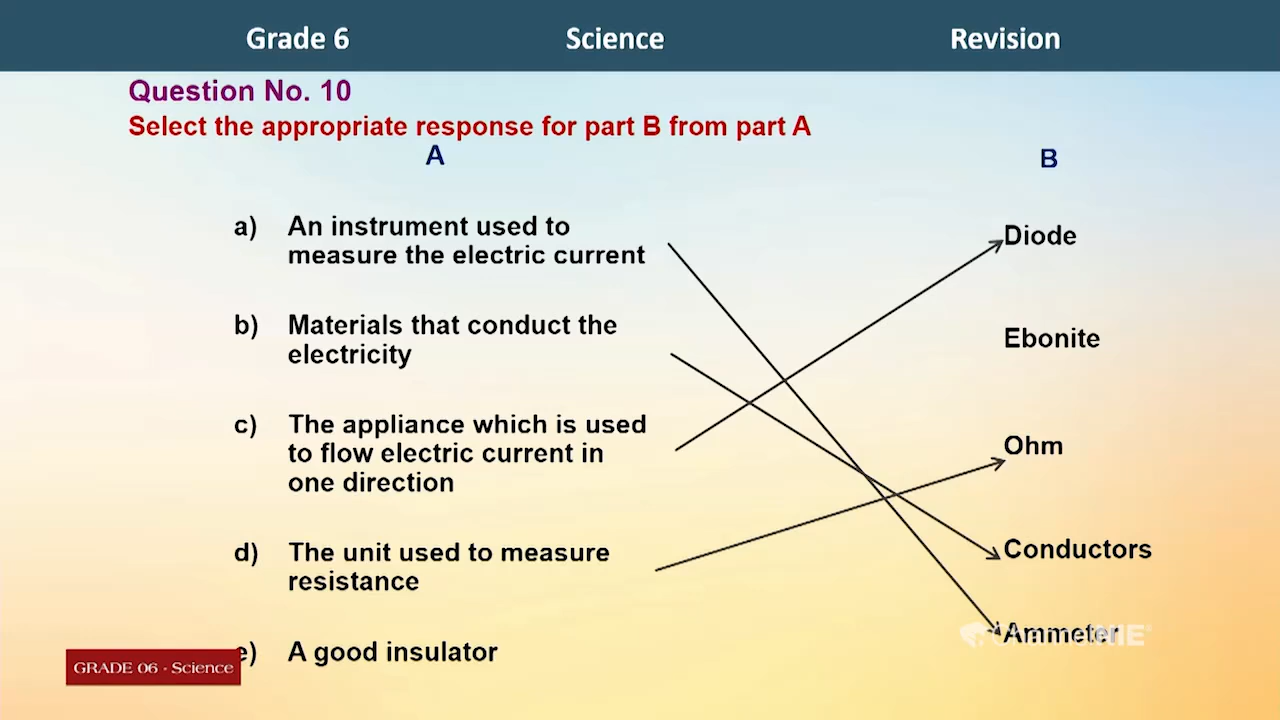 Grade 6 Science Revision
Question No. 10
Select the appropriate response for part B from part A
A B
a) An instrument used to
measure the electric current
Diode
b) Materials that conduct the
electricity
Ebonite
c) The appliance which is used
to flow electric current in
one direction
Ohm
d) The unit used to measure
resistance
Conductors
e) A good insulator
Ammeter
GRADE 06 - Science